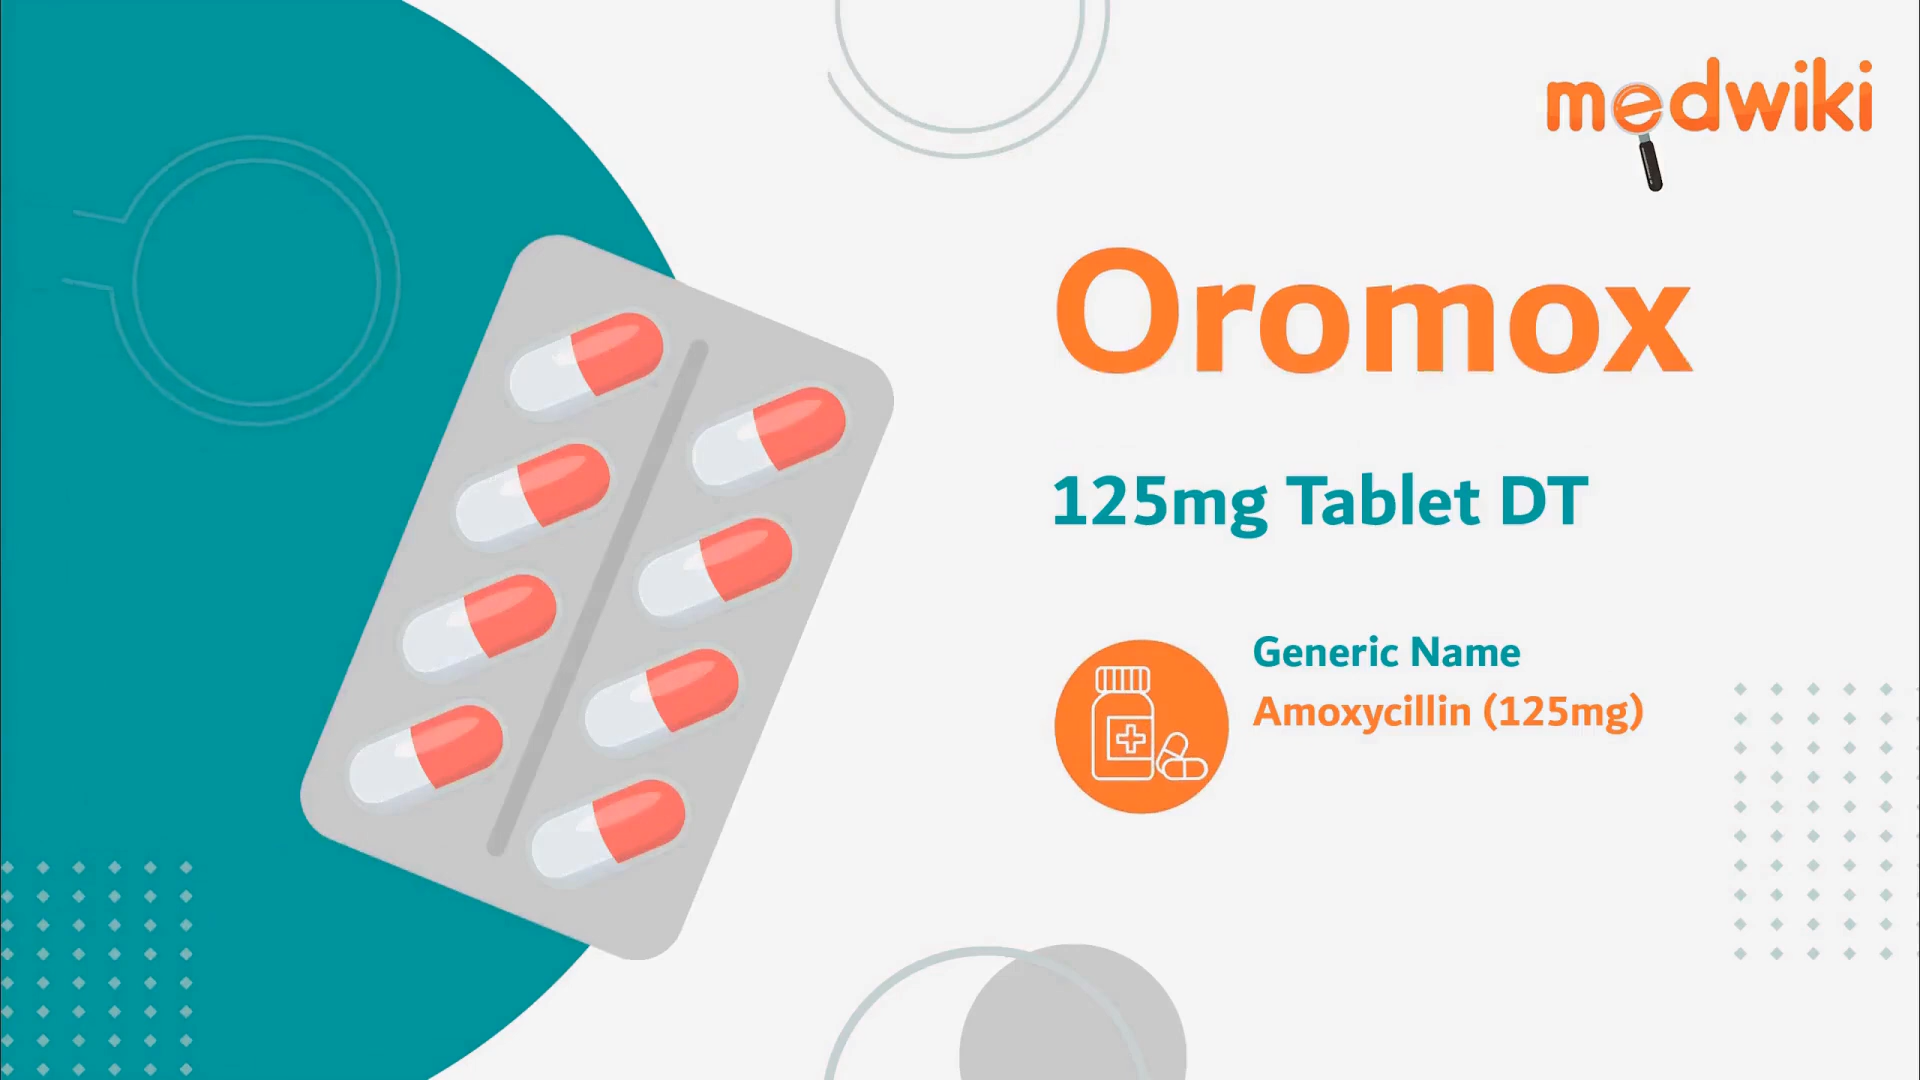 medwiki
Oromox
125mg Tablet DT
Generic Name
Amoxycillin (125mg)